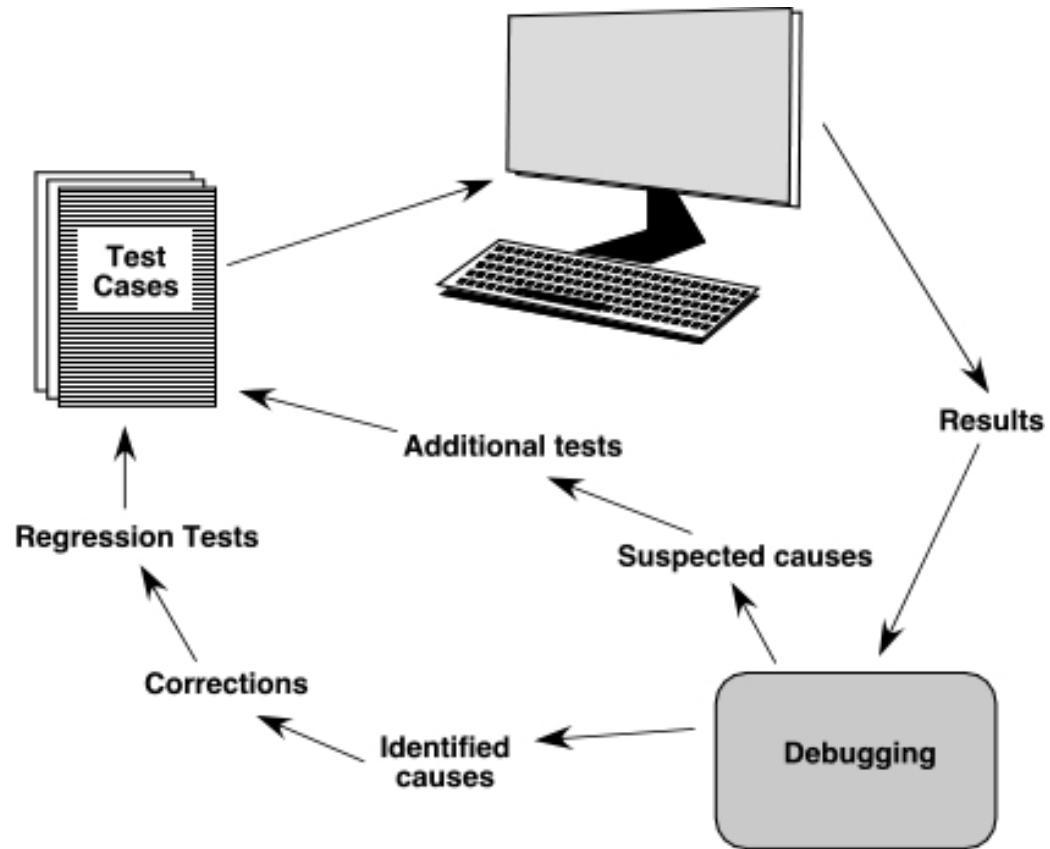 Test
Cases
Results
Additional tests
Regression Tests
Suspected causes
Corrections
Identified
causes
Debugging